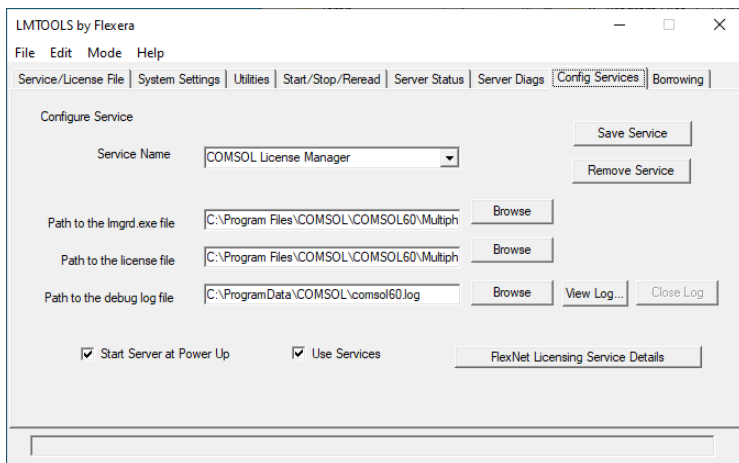 LMTOOLS by Flexera
File Edit Mode Help
Service/License File System Settings Utilities Start/Stop/Reread Server Status Server Diags Config Services Borrowing
Configure Service
Save Service
Service Name COMSOL License Manager
Remove Service
Path to the lmgrd.exe file C:\Program Files\COMSOL\COMSOL60\Multiph Browse
Path to the license file C:\Program Files\COMSOL\COMSOL60\Multiph Browse
Path to the debug log file C:\ProgramData\COMSOL\comsol60.log Browse View Log... Close Log
Start Server at Power Up Use Services FlexNet Licensing Service Details